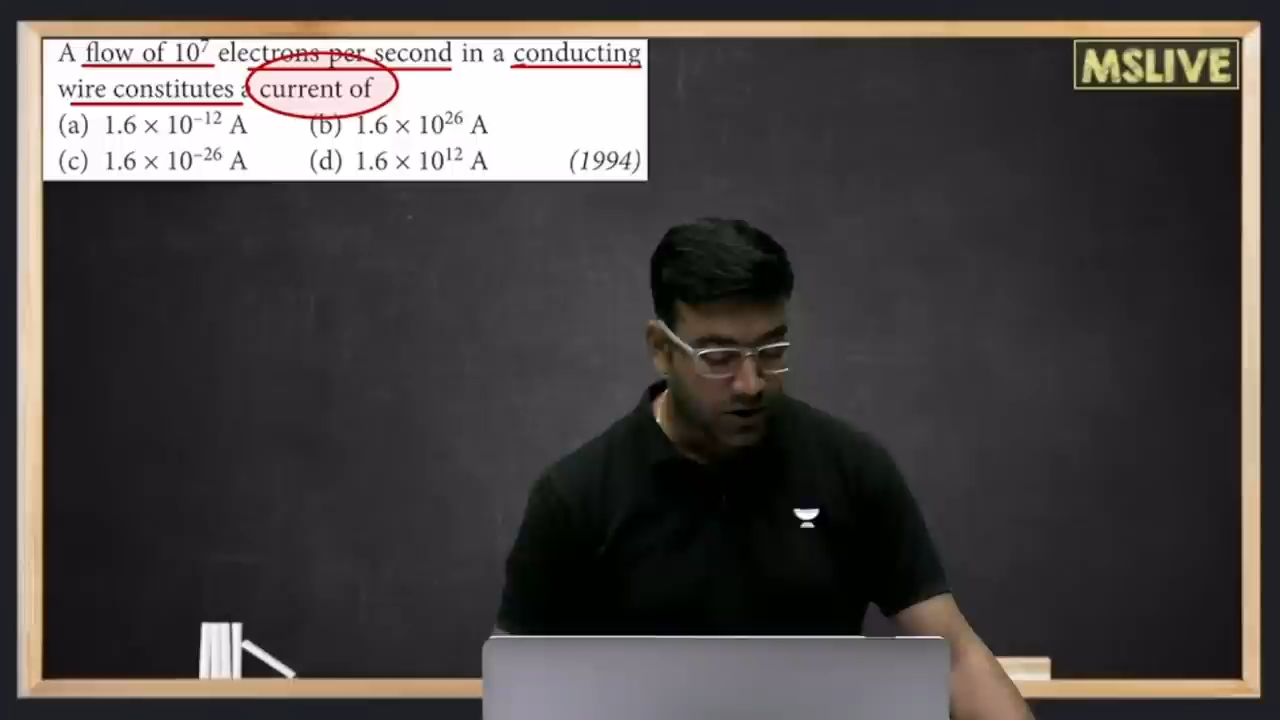 A flow of 10⁷ electrons per second in a conducting
wire constitutes a current of
(a) 1.6 × 10⁻¹² A (b) 1.6 × 10²⁶ A
(c) 1.6 × 10⁻²⁶ A (d) 1.6 × 10¹² A (1994)
MSLIVE